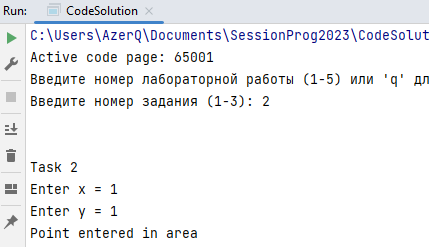 Run: CodeSolution
C:\Users\AzerQ\Documents\SessionProg2023\CodeSolut
Active code page: 65001
Введите номер лабораторной работы (1-5) или 'q' дл
Введите номер задания (1-3): 2
Task 2
Enter x = 1
Enter y = 1
Point entered in area